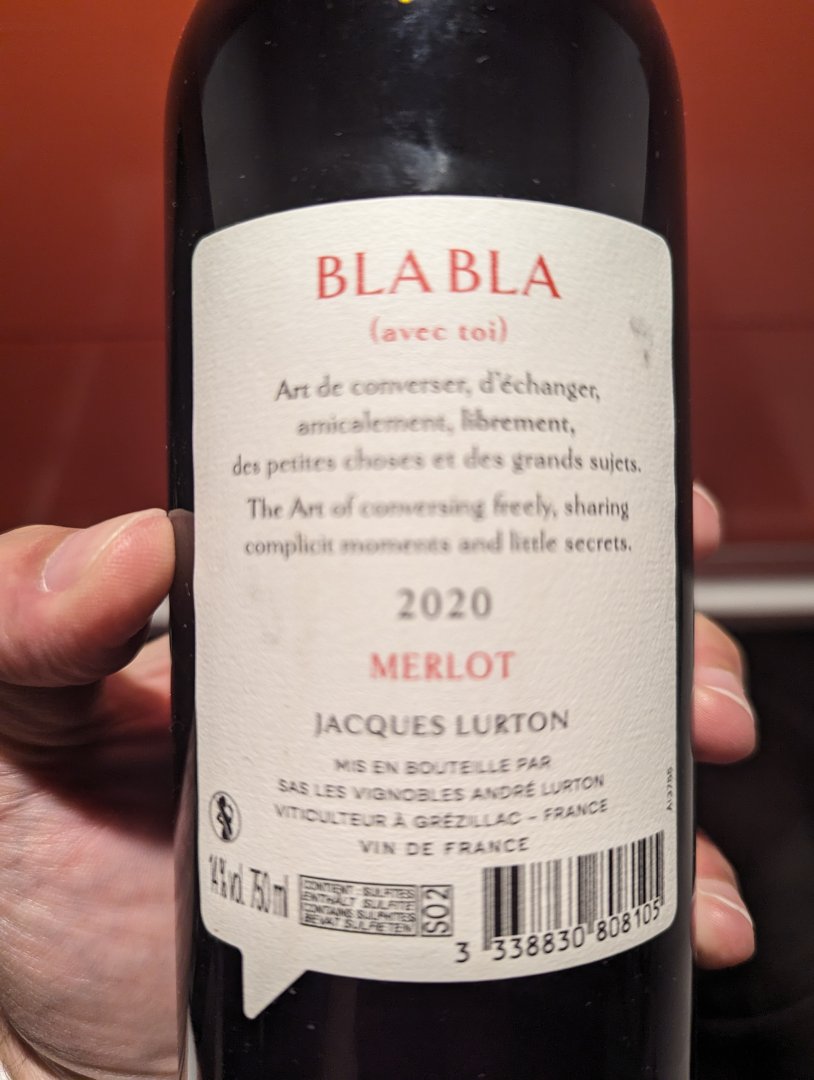 BLA BLA
(avec toi)
Art de converser, d'échanger,
amicalement, librement,
des petites choses et des grands sujets.
The Art of conversing freely, sharing
complicit moments and little secrets.
2020
MERLOT
JACQUES LURTON
MIS EN BOUTEILLE PAR
SAS LES VIGNOBLES ANDRÉ LURTON
VITICULTEUR À GRÉZILLAC - FRANCE
VIN DE FRANCE
14 % vol. 750 ml
CONTIENT : SULFITES
ENTHÄLT SULFITE
CONTAINS SULPHITES
BEVAT SULFIETEN
SO2
3 338830 808105